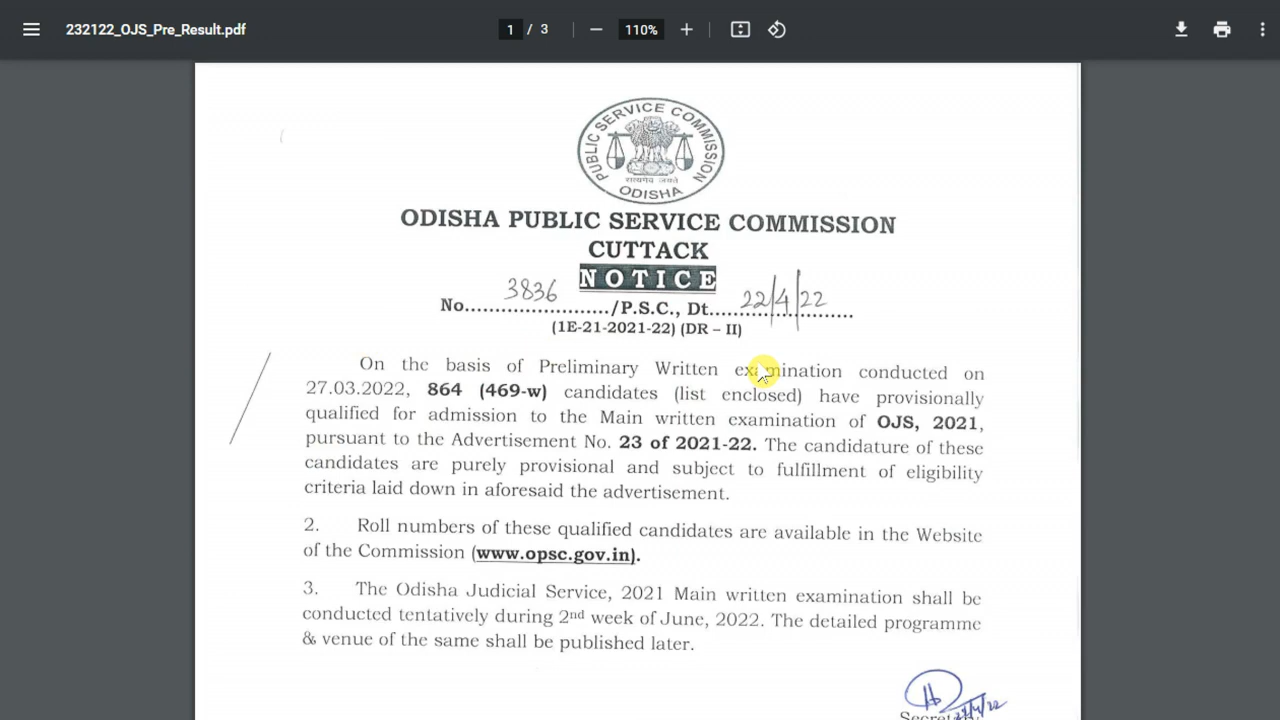 232122_OJS_Pre_Result.pdf
1 / 3
110%
PUBLIC SERVICE COMMISSION
सत्यमेव जयते
ODISHA
ODISHA PUBLIC SERVICE COMMISSION
CUTTACK
NOTICE
No. 3836 /P.S.C., Dt. 22/4/22
(1E-21-2021-22) (DR – II)
On the basis of Preliminary Written examination conducted on
27.03.2022, 864 (469-w) candidates (list enclosed) have provisionally
qualified for admission to the Main written examination of OJS, 2021,
pursuant to the Advertisement No. 23 of 2021-22. The candidature of these
candidates are purely provisional and subject to fulfillment of eligibility
criteria laid down in aforesaid the advertisement.
2. Roll numbers of these qualified candidates are available in the Website
of the Commission (www.opsc.gov.in).
3. The Odisha Judicial Service, 2021 Main written examination shall be
conducted tentatively during 2nd week of June, 2022. The detailed programme
& venue of the same shall be published later.